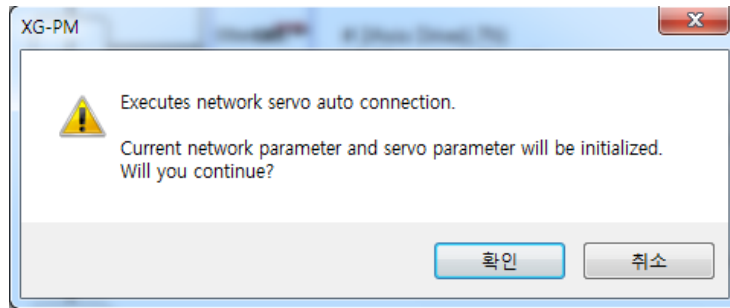 XG-PM
Executes network servo auto connection.
Current network parameter and servo parameter will be initialized.
Will you continue?
확인
취소